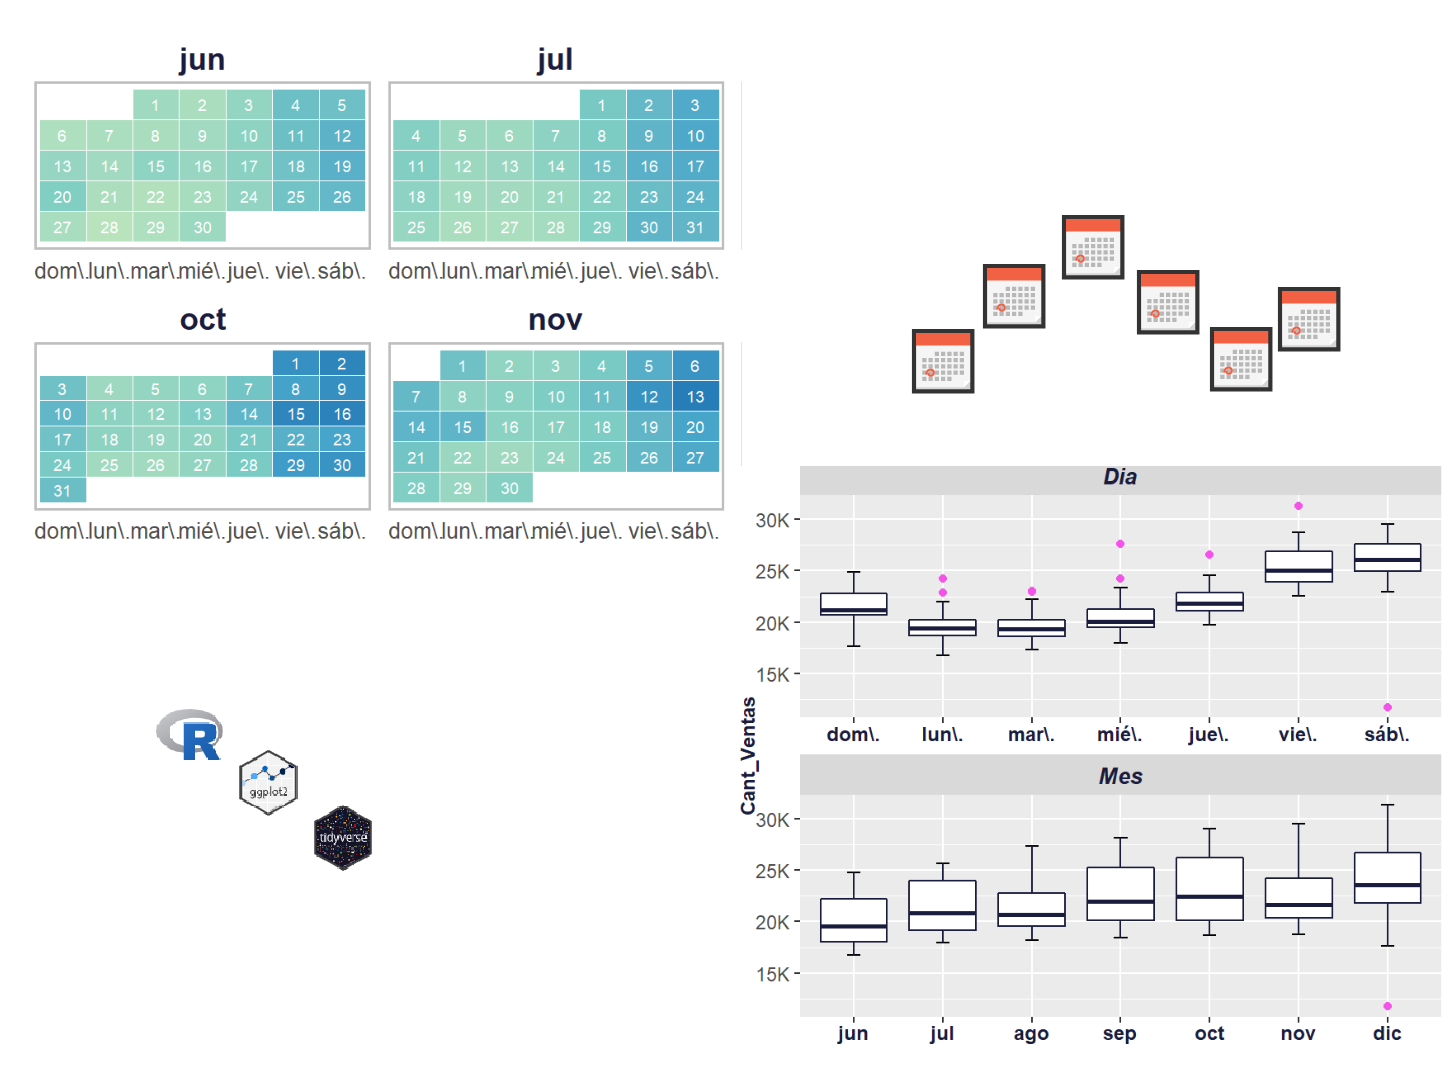 jun
1 2 3 4 5
6 7 8 9 10 11 12
13 14 15 16 17 18 19
20 21 22 23 24 25 26
27 28 29 30
dom\. lun\. mar\. mié\. jue\. vie\. sáb\.
jul
1 2 3
4 5 6 7 8 9 10
11 12 13 14 15 16 17
18 19 20 21 22 23 24
25 26 27 28 29 30 31
dom\. lun\. mar\. mié\. jue\. vie\. sáb\.
oct
1 2
3 4 5 6 7 8 9
10 11 12 13 14 15 16
17 18 19 20 21 22 23
24 25 26 27 28 29 30
31
dom\. lun\. mar\. mié\. jue\. vie\. sáb\.
nov
1 2 3 4 5 6
7 8 9 10 11 12 13
14 15 16 17 18 19 20
21 22 23 24 25 26 27
28 29 30
dom\. lun\. mar\. mié\. jue\. vie\. sáb\.
R
ggplot2
tidyverse
Cant_Ventas
Dia
30K
25K
20K
15K
dom\. lun\. mar\. mié\. jue\. vie\. sáb\.
Mes
30K
25K
20K
15K
jun jul ago sep oct nov dic